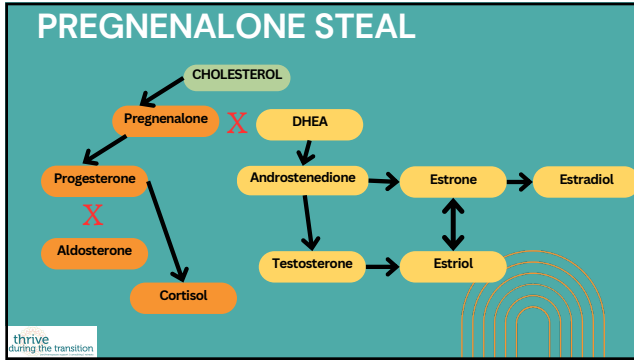 PREGNENALONE STEAL
CHOLESTEROL
Pregnenalone
X
DHEA
Progesterone
Androstenedione
Estrone
Estradiol
X
Aldosterone
Testosterone
Estriol
Cortisol
thrive
during the transition